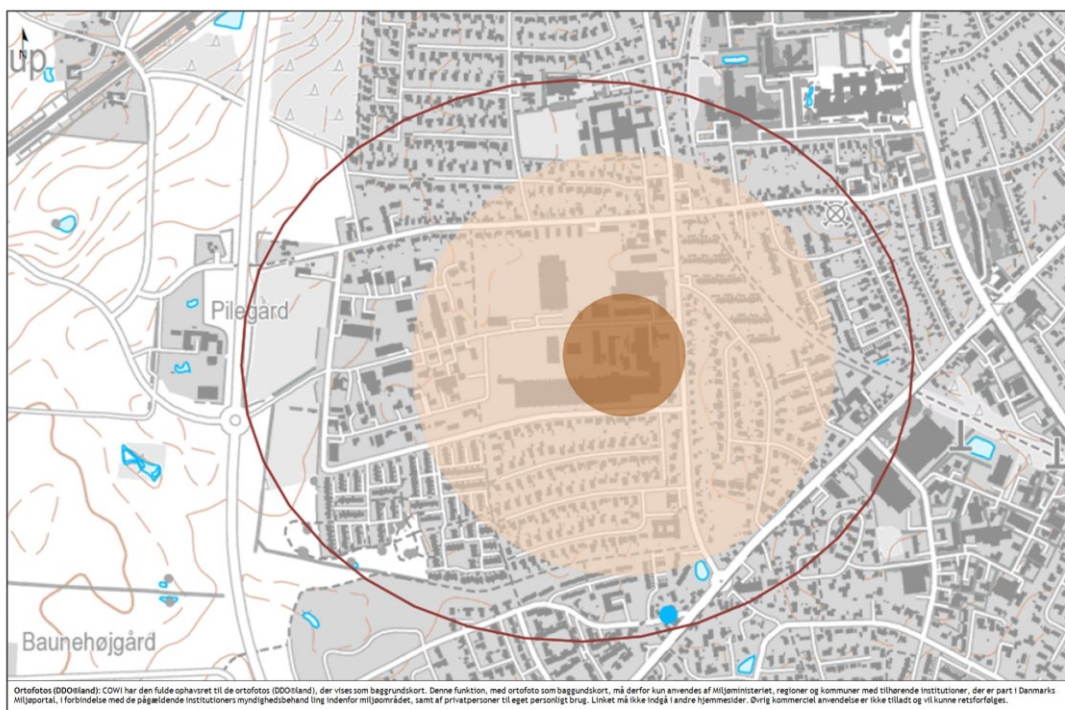 N
up
Pilegård
Baunehøjgård
Ortofotos (DDO®land): COWI har den fulde ophavsret til de ortofotos (DDO®land), der vises som baggrundskort. Denne funktion, med ortofoto som baggundskort, må derfor kun anvendes af Miljøministeriet, regioner og kommuner med tilhørende institutioner, der er part i Danmarks
Miljøportal, i forbindelse med de pågældende institutioners myndighedsbehand ling indenfor miljøområdet, samt af privatpersoner til eget personligt brug. Linket må ikke indgå i andre hjemmesider. Øvrig kommerciel anvendelse er ikke tilladt og vil kunne retsforfølges.